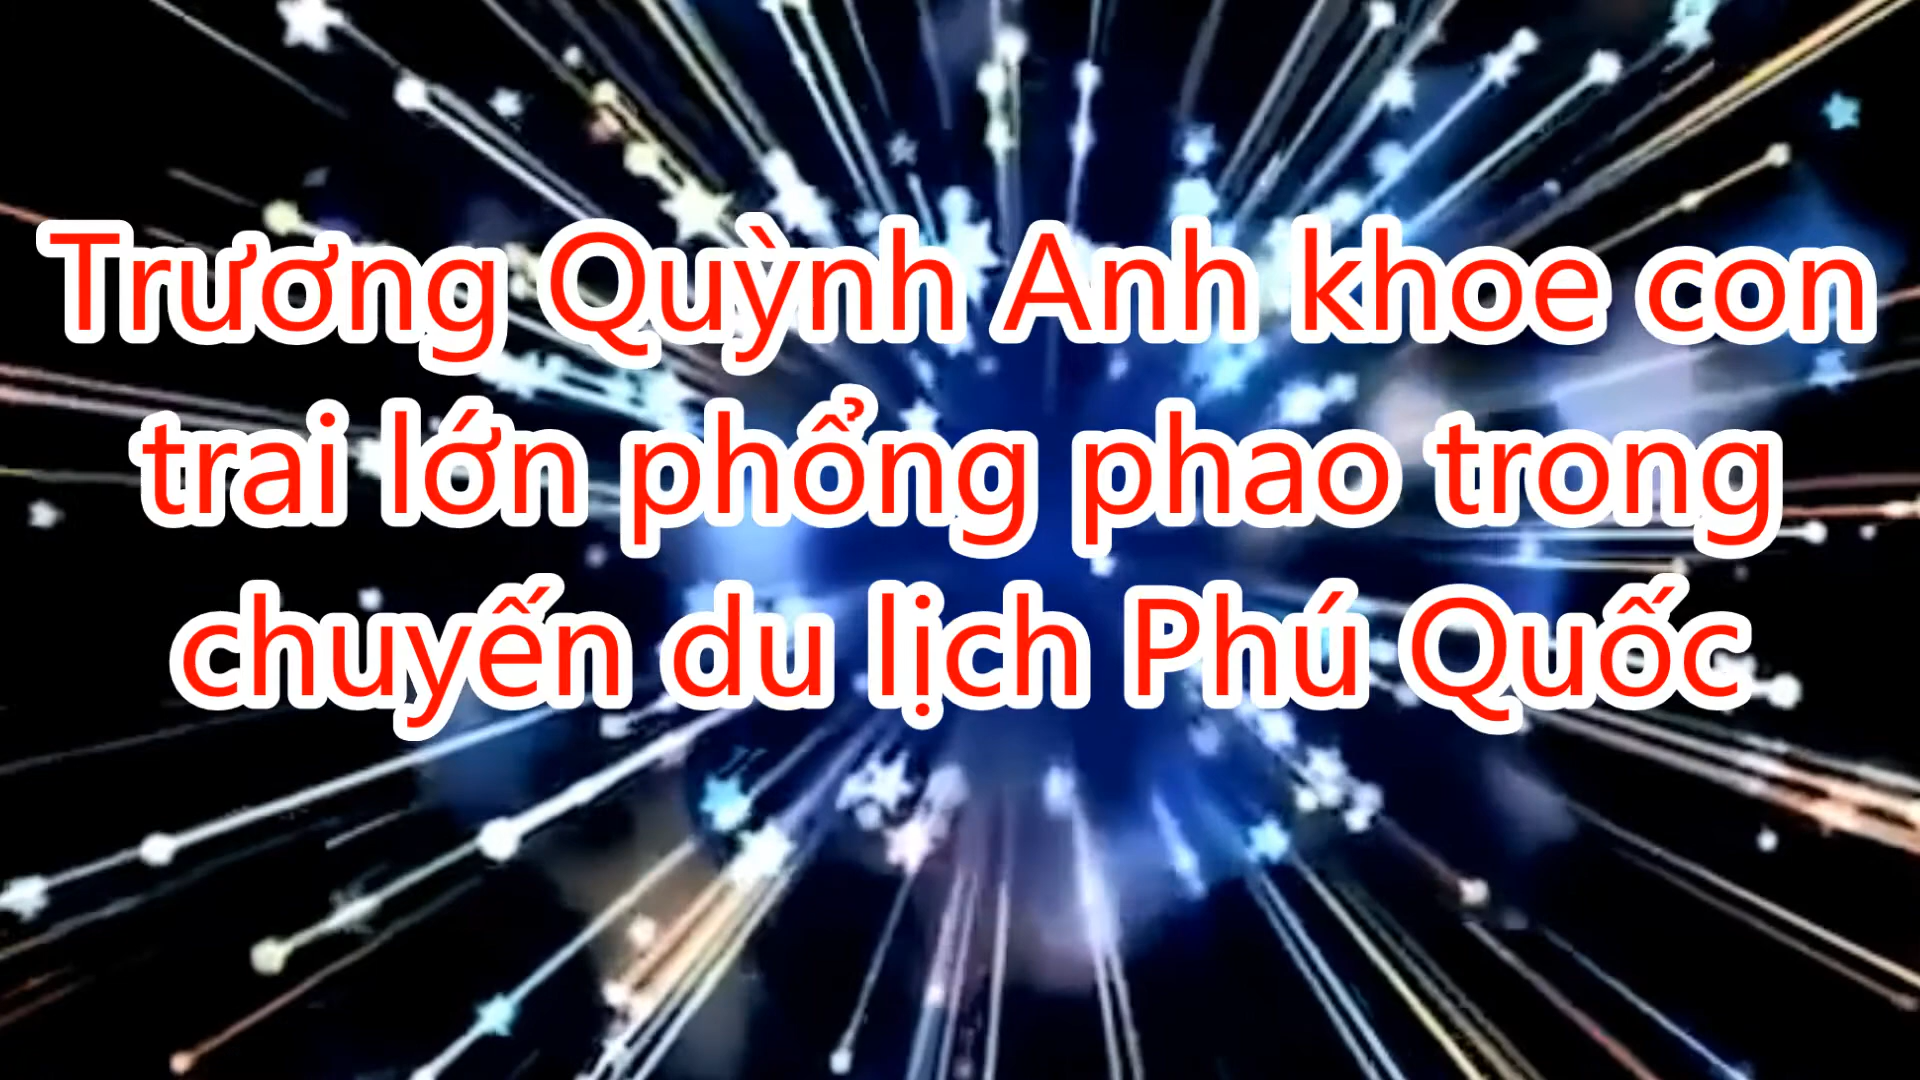 Trương Quỳnh Anh khoe con
trai lớn phổng phao trong
chuyến du lịch Phú Quốc